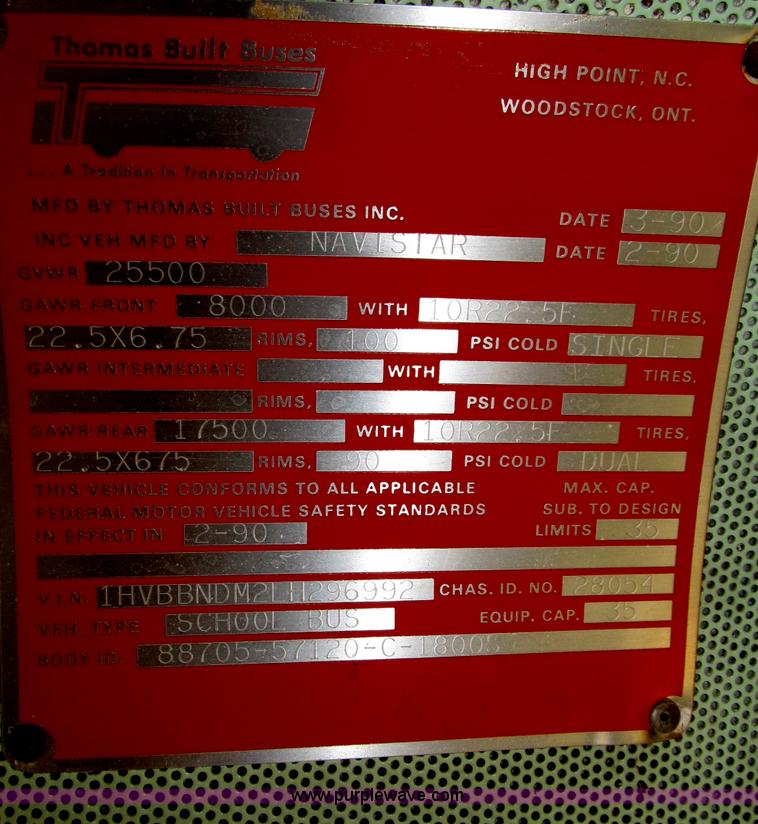 Thomas Built Buses
HIGH POINT, N.C.
WOODSTOCK, ONT.
... A Tradition In Transportation
MFD BY THOMAS BUILT BUSES INC. DATE 3-90
INC VEH MFD BY NAVISTAR DATE 2-90
GVWR 25500
GAWR FRONT 8000 WITH 10R22.5F TIRES,
22.5X6.75 RIMS, 100 PSI COLD SINGLE
GAWR INTERMEDIATE WITH TIRES,
RIMS, PSI COLD
GAWR REAR 17500 WITH 10R22.5F TIRES,
22.5X675 RIMS, 90 PSI COLD DUAL
THIS VEHICLE CONFORMS TO ALL APPLICABLE MAX. CAP.
FEDERAL MOTOR VEHICLE SAFETY STANDARDS SUB. TO DESIGN
IN EFFECT IN 2-90 LIMITS 35
V.I.N. 1HVBBNDM2LH296992 CHAS. ID. NO. 28054
VEH. TYPE SCHOOL BUS EQUIP. CAP. 35
BODY ID. 88705-57120-C-1800S
www.purplewave.com